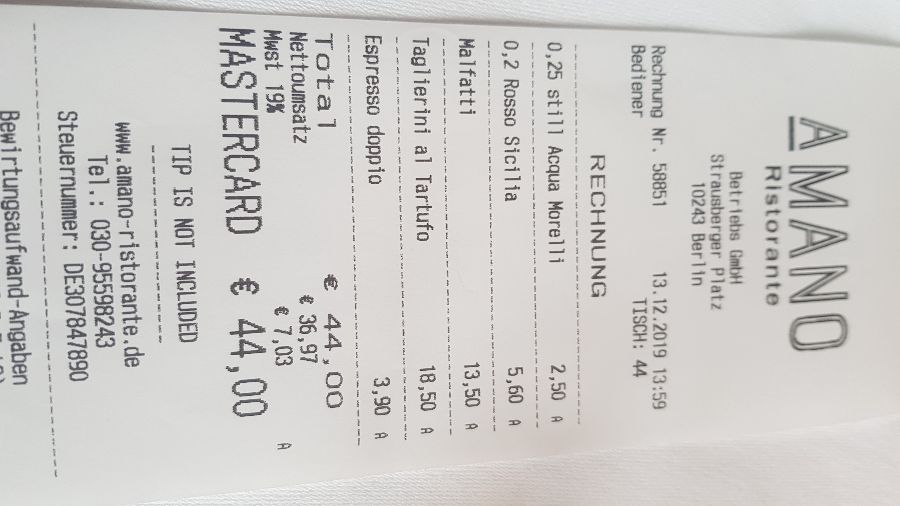 AMANO
Ristorante
Betriebs GmbH
Strausberger Platz
10243 Berlin
Rechnung Nr. 58851 13.12.2019 13:59
Bediener TISCH: 44
RECHNUNG
0,25 still Acqua Morelli 2,50 A
0,2 Rosso Sicilia 5,60 A
Malfatti 13,50 A
Taglierini al Tartufo 18,50 A
Espresso doppio 3,90 A
Total € 44,00
Nettoumsatz € 36,97
Mwst 19% € 7,03 A
MASTERCARD € 44,00
TIP IS NOT INCLUDED
www.amano-ristorante.de
Tel.: 030-95598243
Steuernummer: DE307847890
Bewirtungsaufwand-Angaben